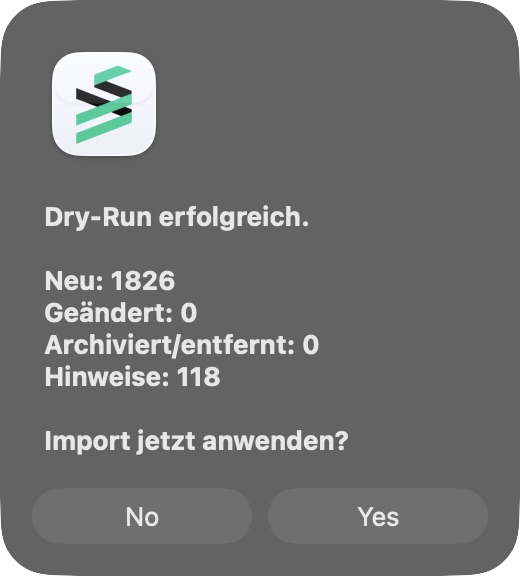 Dry-Run erfolgreich.
Neu: 1826
Geändert: 0
Archiviert/entfernt: 0
Hinweise: 118
Import jetzt anwenden?
No
Yes